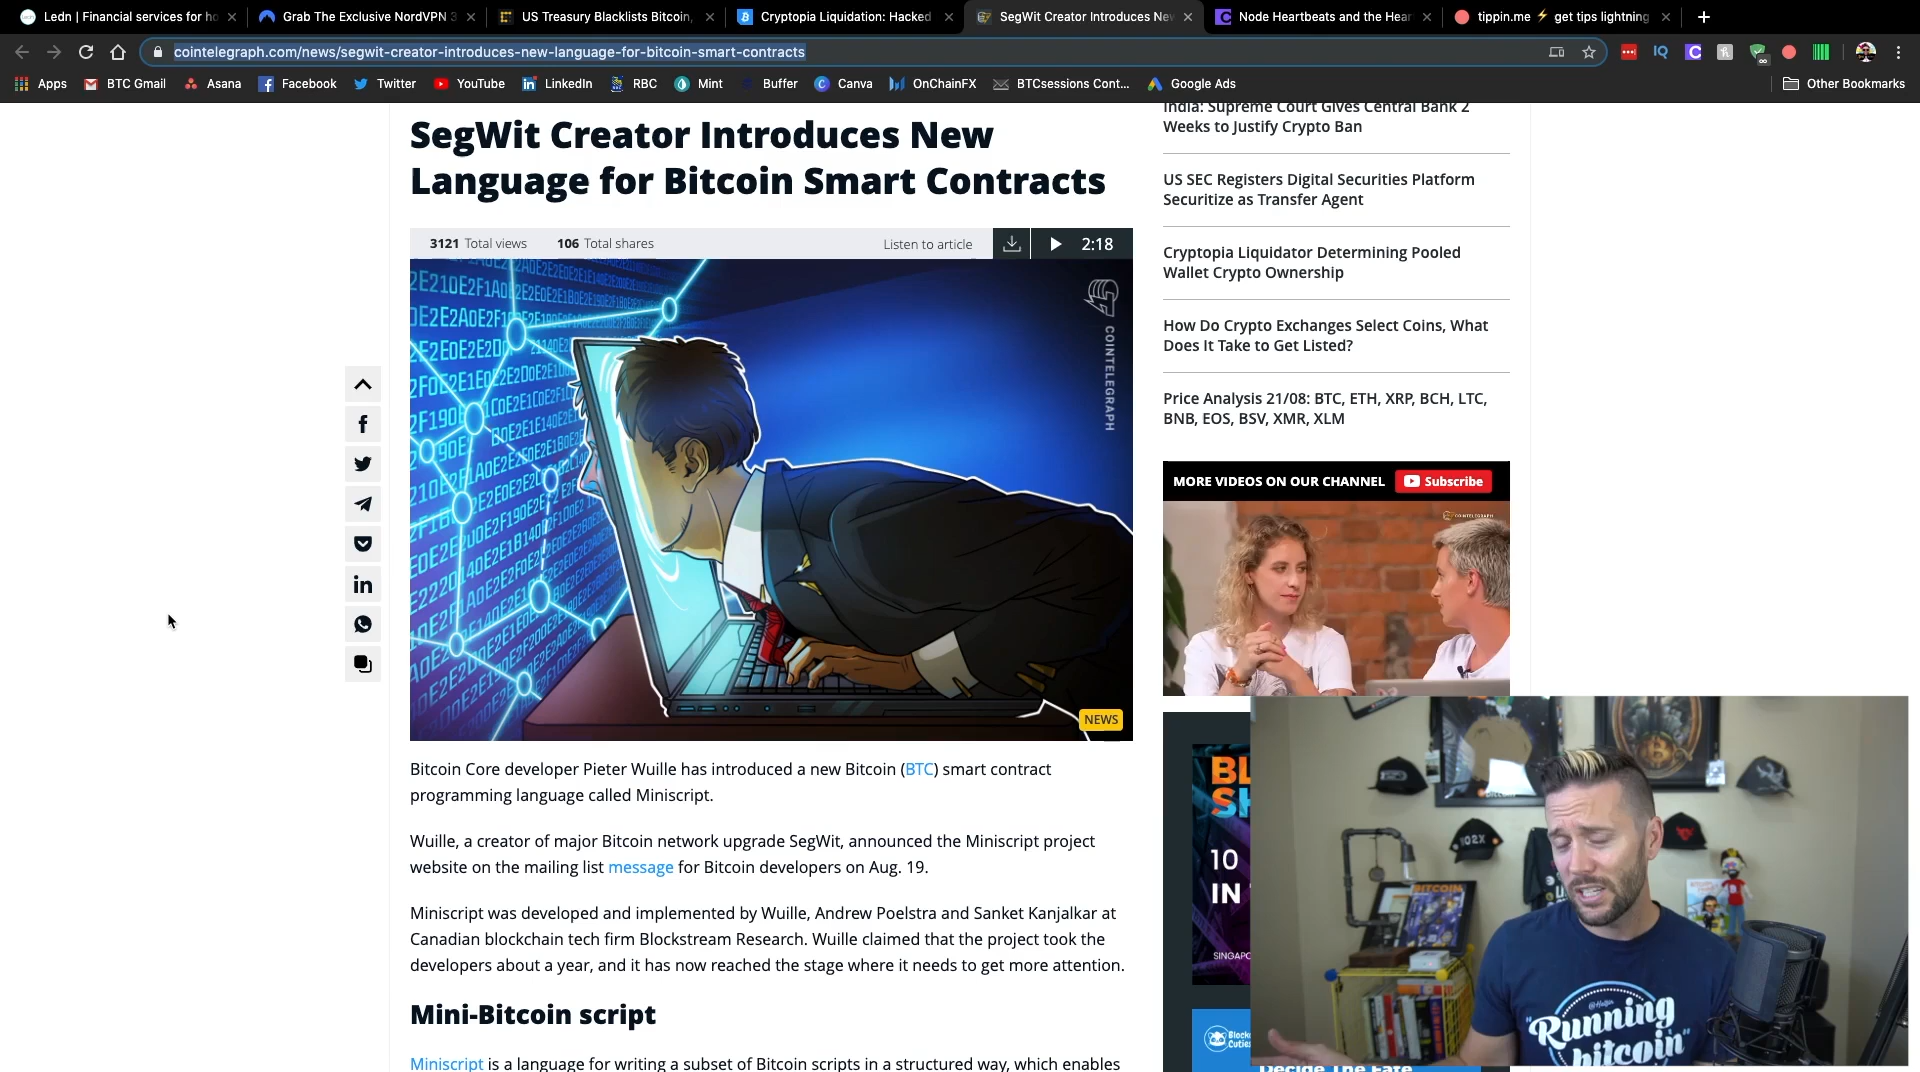 Ledn | Financial services for ho
Grab The Exclusive NordVPN 3
US Treasury Blacklists Bitcoin,
Cryptopia Liquidation: Hacked
SegWit Creator Introduces New
Node Heartbeats and the Hear
tippin.me ⚡ get tips lightning
cointelegraph.com/news/segwit-creator-introduces-new-language-for-bitcoin-smart-contracts
Apps BTC Gmail Asana Facebook Twitter YouTube LinkedIn RBC Mint Buffer Canva OnChainFX BTCsessions Cont... Google Ads Other Bookmarks
SegWit Creator Introduces New
Language for Bitcoin Smart Contracts
3121 Total views 106 Total shares Listen to article 2:18
COINTELEGRAPH
NEWS
Bitcoin Core developer Pieter Wuille has introduced a new Bitcoin (BTC) smart contract
programming language called Miniscript.
Wuille, a creator of major Bitcoin network upgrade SegWit, announced the Miniscript project
website on the mailing list message for Bitcoin developers on Aug. 19.
Miniscript was developed and implemented by Wuille, Andrew Poelstra and Sanket Kanjalkar at
Canadian blockchain tech firm Blockstream Research. Wuille claimed that the project took the
developers about a year, and it has now reached the stage where it needs to get more attention.
Mini-Bitcoin script
Miniscript is a language for writing a subset of Bitcoin scripts in a structured way, which enables
India: Supreme Court Gives Central Bank 2
Weeks to Justify Crypto Ban
US SEC Registers Digital Securities Platform
Securitize as Transfer Agent
Cryptopia Liquidator Determining Pooled
Wallet Crypto Ownership
How Do Crypto Exchanges Select Coins, What
Does It Take to Get Listed?
Price Analysis 21/08: BTC, ETH, XRP, BCH, LTC,
BNB, EOS, BSV, XMR, XLM
MORE VIDEOS ON OUR CHANNEL Subscribe
COINTELEGRAPH
BL
SH
10
IN
SINGAPO
Block
Cutie
Decide The Fate
NO2X
BITCOIN
"Running
bitcoin"